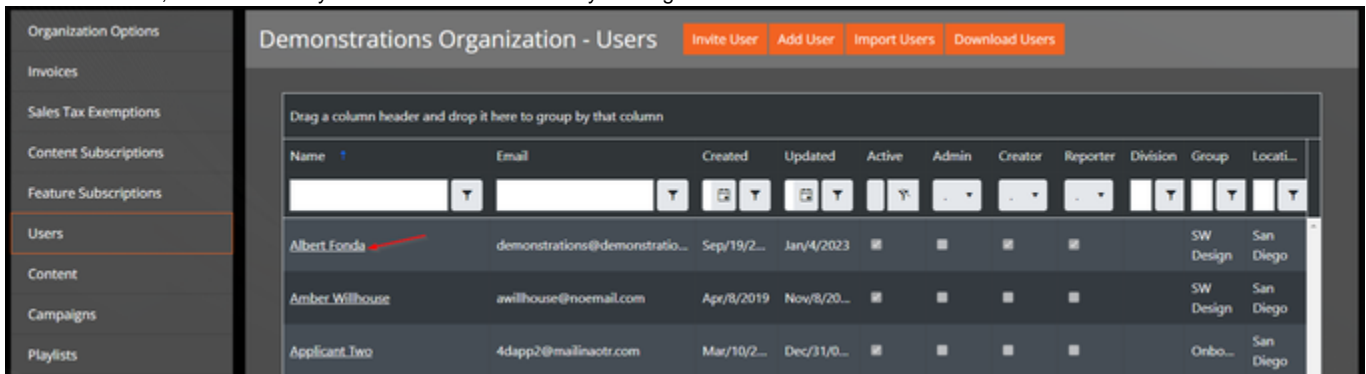 Organization Options
Invoices
Sales Tax Exemptions
Content Subscriptions
Feature Subscriptions
Users
Content
Campaigns
Playlists
Demonstrations Organization - Users Invite User Add User Import Users Download Users
Drag a column header and drop it here to group by that column
Name Email Created Updated Active Admin Creator Reporter Division Group Locati...
Albert Fonda demonstrations@demonstratio... Sep/19/2... Jan/4/2023 SW Design San Diego
Amber Willhouse awillhouse@noemail.com Apr/8/2019 Nov/8/20... SW Design San Diego
Applicant Two 4dapp2@mailinaotr.com Mar/10/2... Dec/31/0... Onbo... San Diego